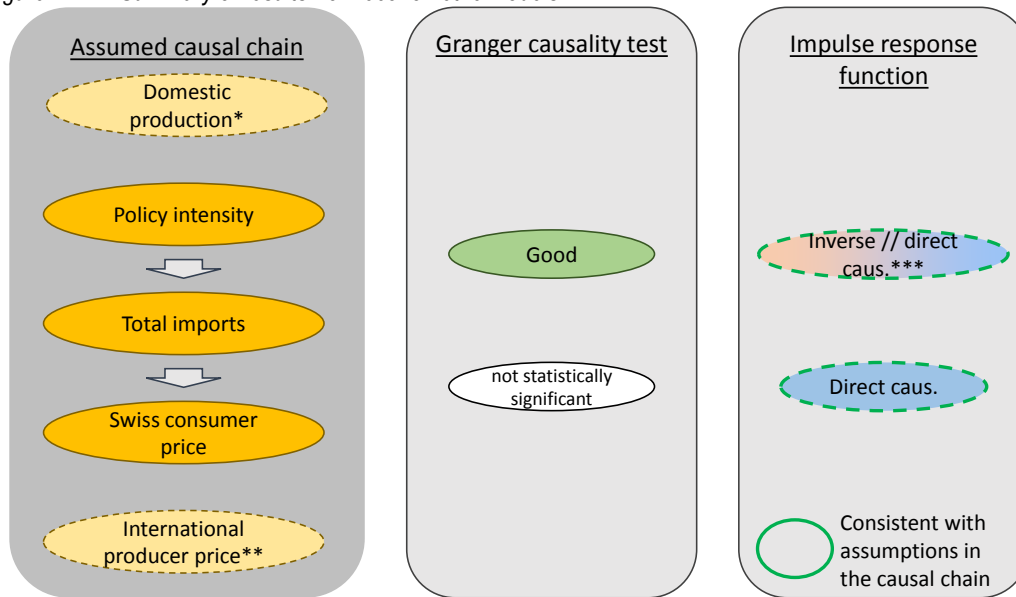 Assumed causal chain
Domestic
production*
Policy intensity
Total imports
Swiss consumer
price
International
producer price**
Granger causality test
Good
not statistically
significant
Impulse response
function
Inverse // direct
caus.***
Direct caus.
Consistent with
assumptions in
the causal chain